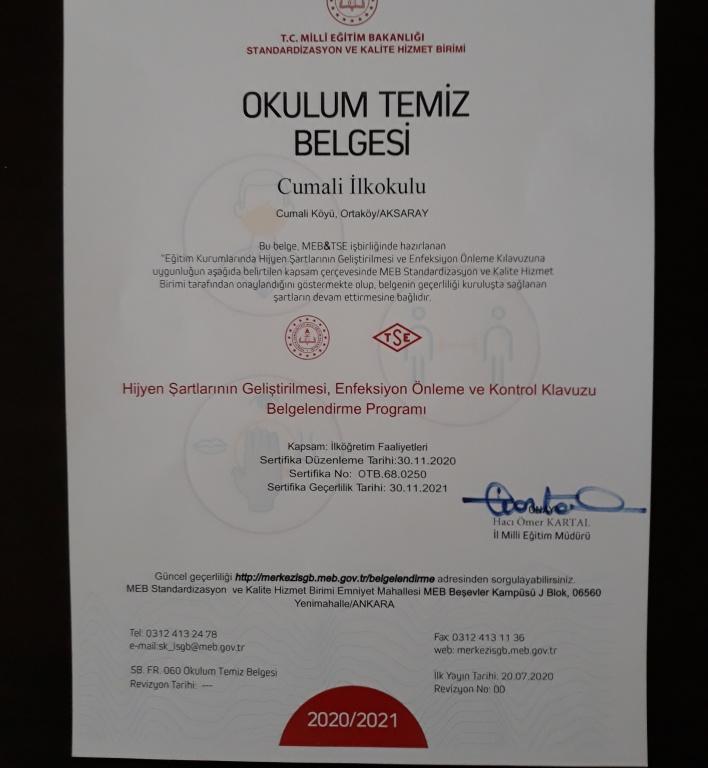 T.C. MİLLİ EĞİTİM BAKANLIĞI
STANDARDİZASYON VE KALİTE HİZMET BİRİMİ
OKULUM TEMİZ
BELGESİ
Cumali İlkokulu
Cumali Köyü, Ortaköy/AKSARAY
Bu belge, MEB&TSE işbirliğinde hazırlanan
"Eğitim Kurumlarında Hijyen Şartlarının Geliştirilmesi ve Enfeksiyon Önleme Kılavuzuna
uygunluğun aşağıda belirtilen kapsam çerçevesinde MEB Standardizasyon ve Kalite Hizmet
Birimi tarafından onaylandığını göstermekte olup, belgenin geçerliliği kuruluşta sağlanan
şartların devam ettirmesine bağlıdır.
TSE
Hijyen Şartlarının Geliştirilmesi, Enfeksiyon Önleme ve Kontrol Klavuzu
Belgelendirme Programı
Kapsam: İlköğretim Faaliyetleri
Sertifika Düzenleme Tarihi:30.11.2020
Sertifika No: OTB.68.0250
Sertifika Geçerlilik Tarihi: 30.11.2021
ONAY
Hacı Ömer KARTAL
İl Milli Eğitim Müdürü
Güncel geçerliliği http://merkezisgb.meb.gov.tr/belgelendirme adresinden sorgulayabilirsiniz.
MEB Standardizasyon ve Kalite Hizmet Birimi Emniyet Mahallesi MEB Beşevler Kampüsü J Blok, 06560
Yenimahalle/ANKARA
Tel: 0312 413 24 78
e-mail:sk_isgb@meb.gov.tr
Fax: 0312 413 11 36
web: merkezisgb.meb.gov.tr
SB. FR. 060 Okulum Temiz Belgesi
Revizyon Tarihi: ---
İlk Yayın Tarihi: 20.07.2020
Revizyon No: 00
2020/2021